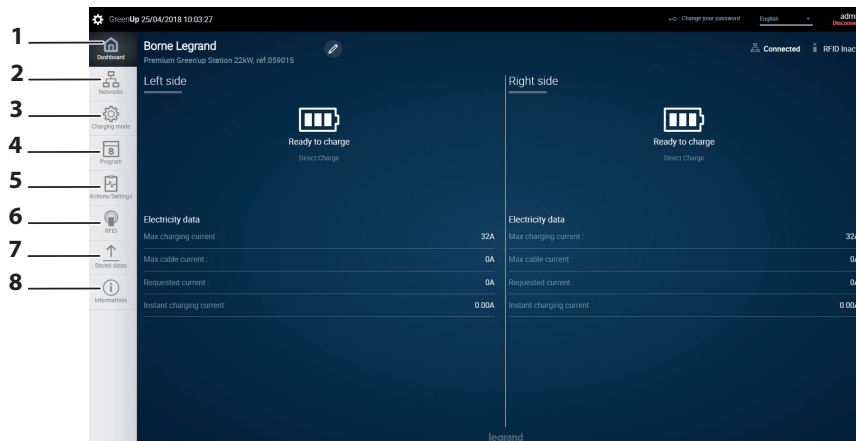 GreenUp 25/04/2018 10:03:27
Change your password
English
admi
Disconne
1
Dashboard
Borne Legrand
Premium Green'up Station 22kW, réf.059015
Connected
RFID Inac
2
Networks
Left side
Right side
3
Charging mode
4
8
Program
Ready to charge
Direct Charge
Ready to charge
Direct Charge
5
Actions/Settings
6
RFID
7
Stored datas
8
Informations
Electricity data
Max charging current : 32A
Max cable current : 0A
Requested current : 0A
Instant charging current : 0.00A
Electricity data
Max charging current : 32A
Max cable current : 0A
Requested current : 0A
Instant charging current : 0.00A
legrand